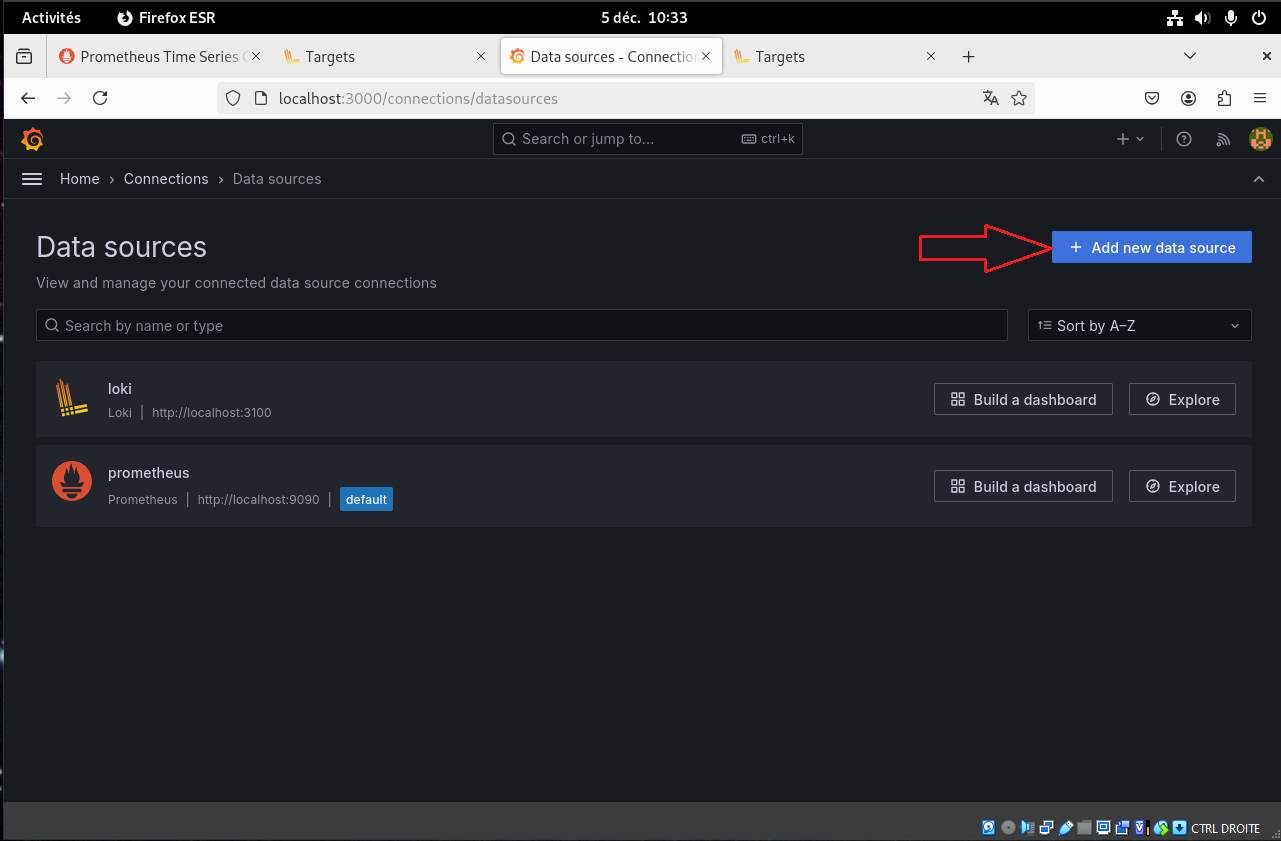 Activités Firefox ESR 5 déc. 10:33
Prometheus Time Series Targets Data sources - Connection Targets
localhost:3000/connections/datasources
Search or jump to... ctrl+k
Home › Connections › Data sources
Data sources
+ Add new data source
View and manage your connected data source connections
Search by name or type
Sort by A–Z
loki
Loki | http://localhost:3100
Build a dashboard
Explore
prometheus
Prometheus | http://localhost:9090 | default
Build a dashboard
Explore
CTRL DROITE